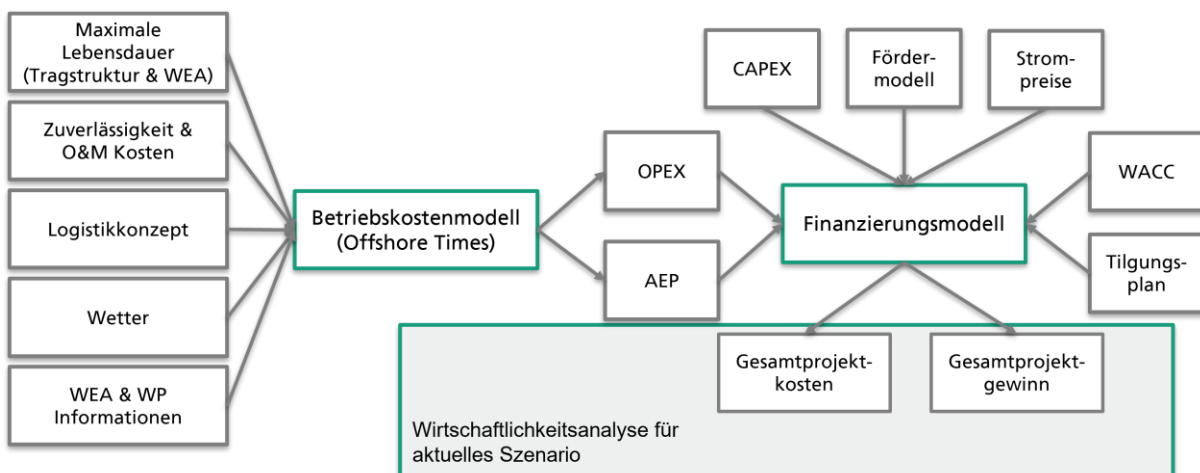 Maximale
Lebensdauer
(Tragstruktur & WEA)
Zuverlässigkeit &
O&M Kosten
Logistikkonzept
Wetter
WEA & WP
Informationen
Betriebskostenmodell
(Offshore Times)
OPEX
AEP
CAPEX
Förder-
modell
Strom-
preise
Finanzierungsmodell
WACC
Tilgungs-
plan
Gesamtprojekt-
kosten
Gesamtprojekt-
gewinn
Wirtschaftlichkeitsanalyse für
aktuelles Szenario